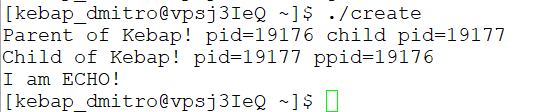 [kebap_dmitro@vpsj3IeQ ~]$ ./create
Parent of Kebap! pid=19176 child pid=19177
Child of Kebap! pid=19177 ppid=19176
I am ECHO!
[kebap_dmitro@vpsj3IeQ ~]$